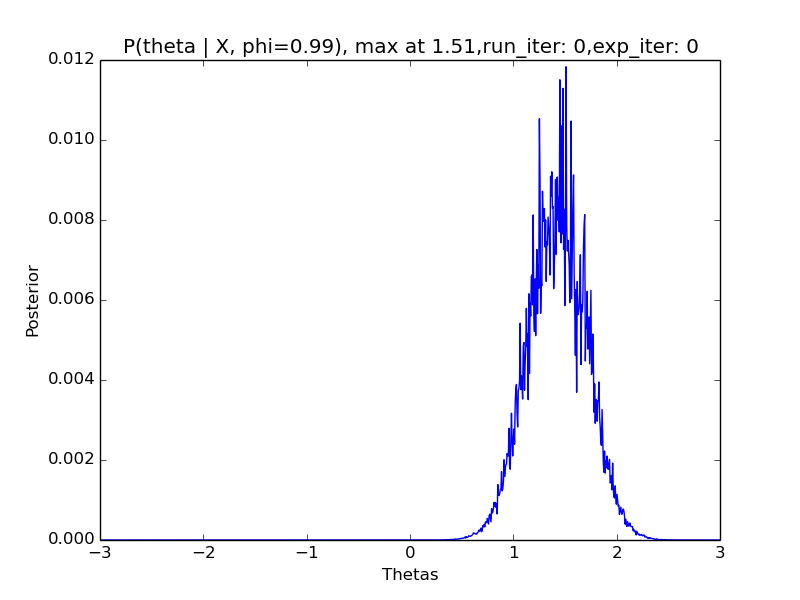 P(theta | X, phi=0.99), max at 1.51,run_iter: 0,exp_iter: 0
0.012
0.010
0.008
0.006
0.004
0.002
0.000
Posterior
−3 −2 −1 0 1 2 3
Thetas